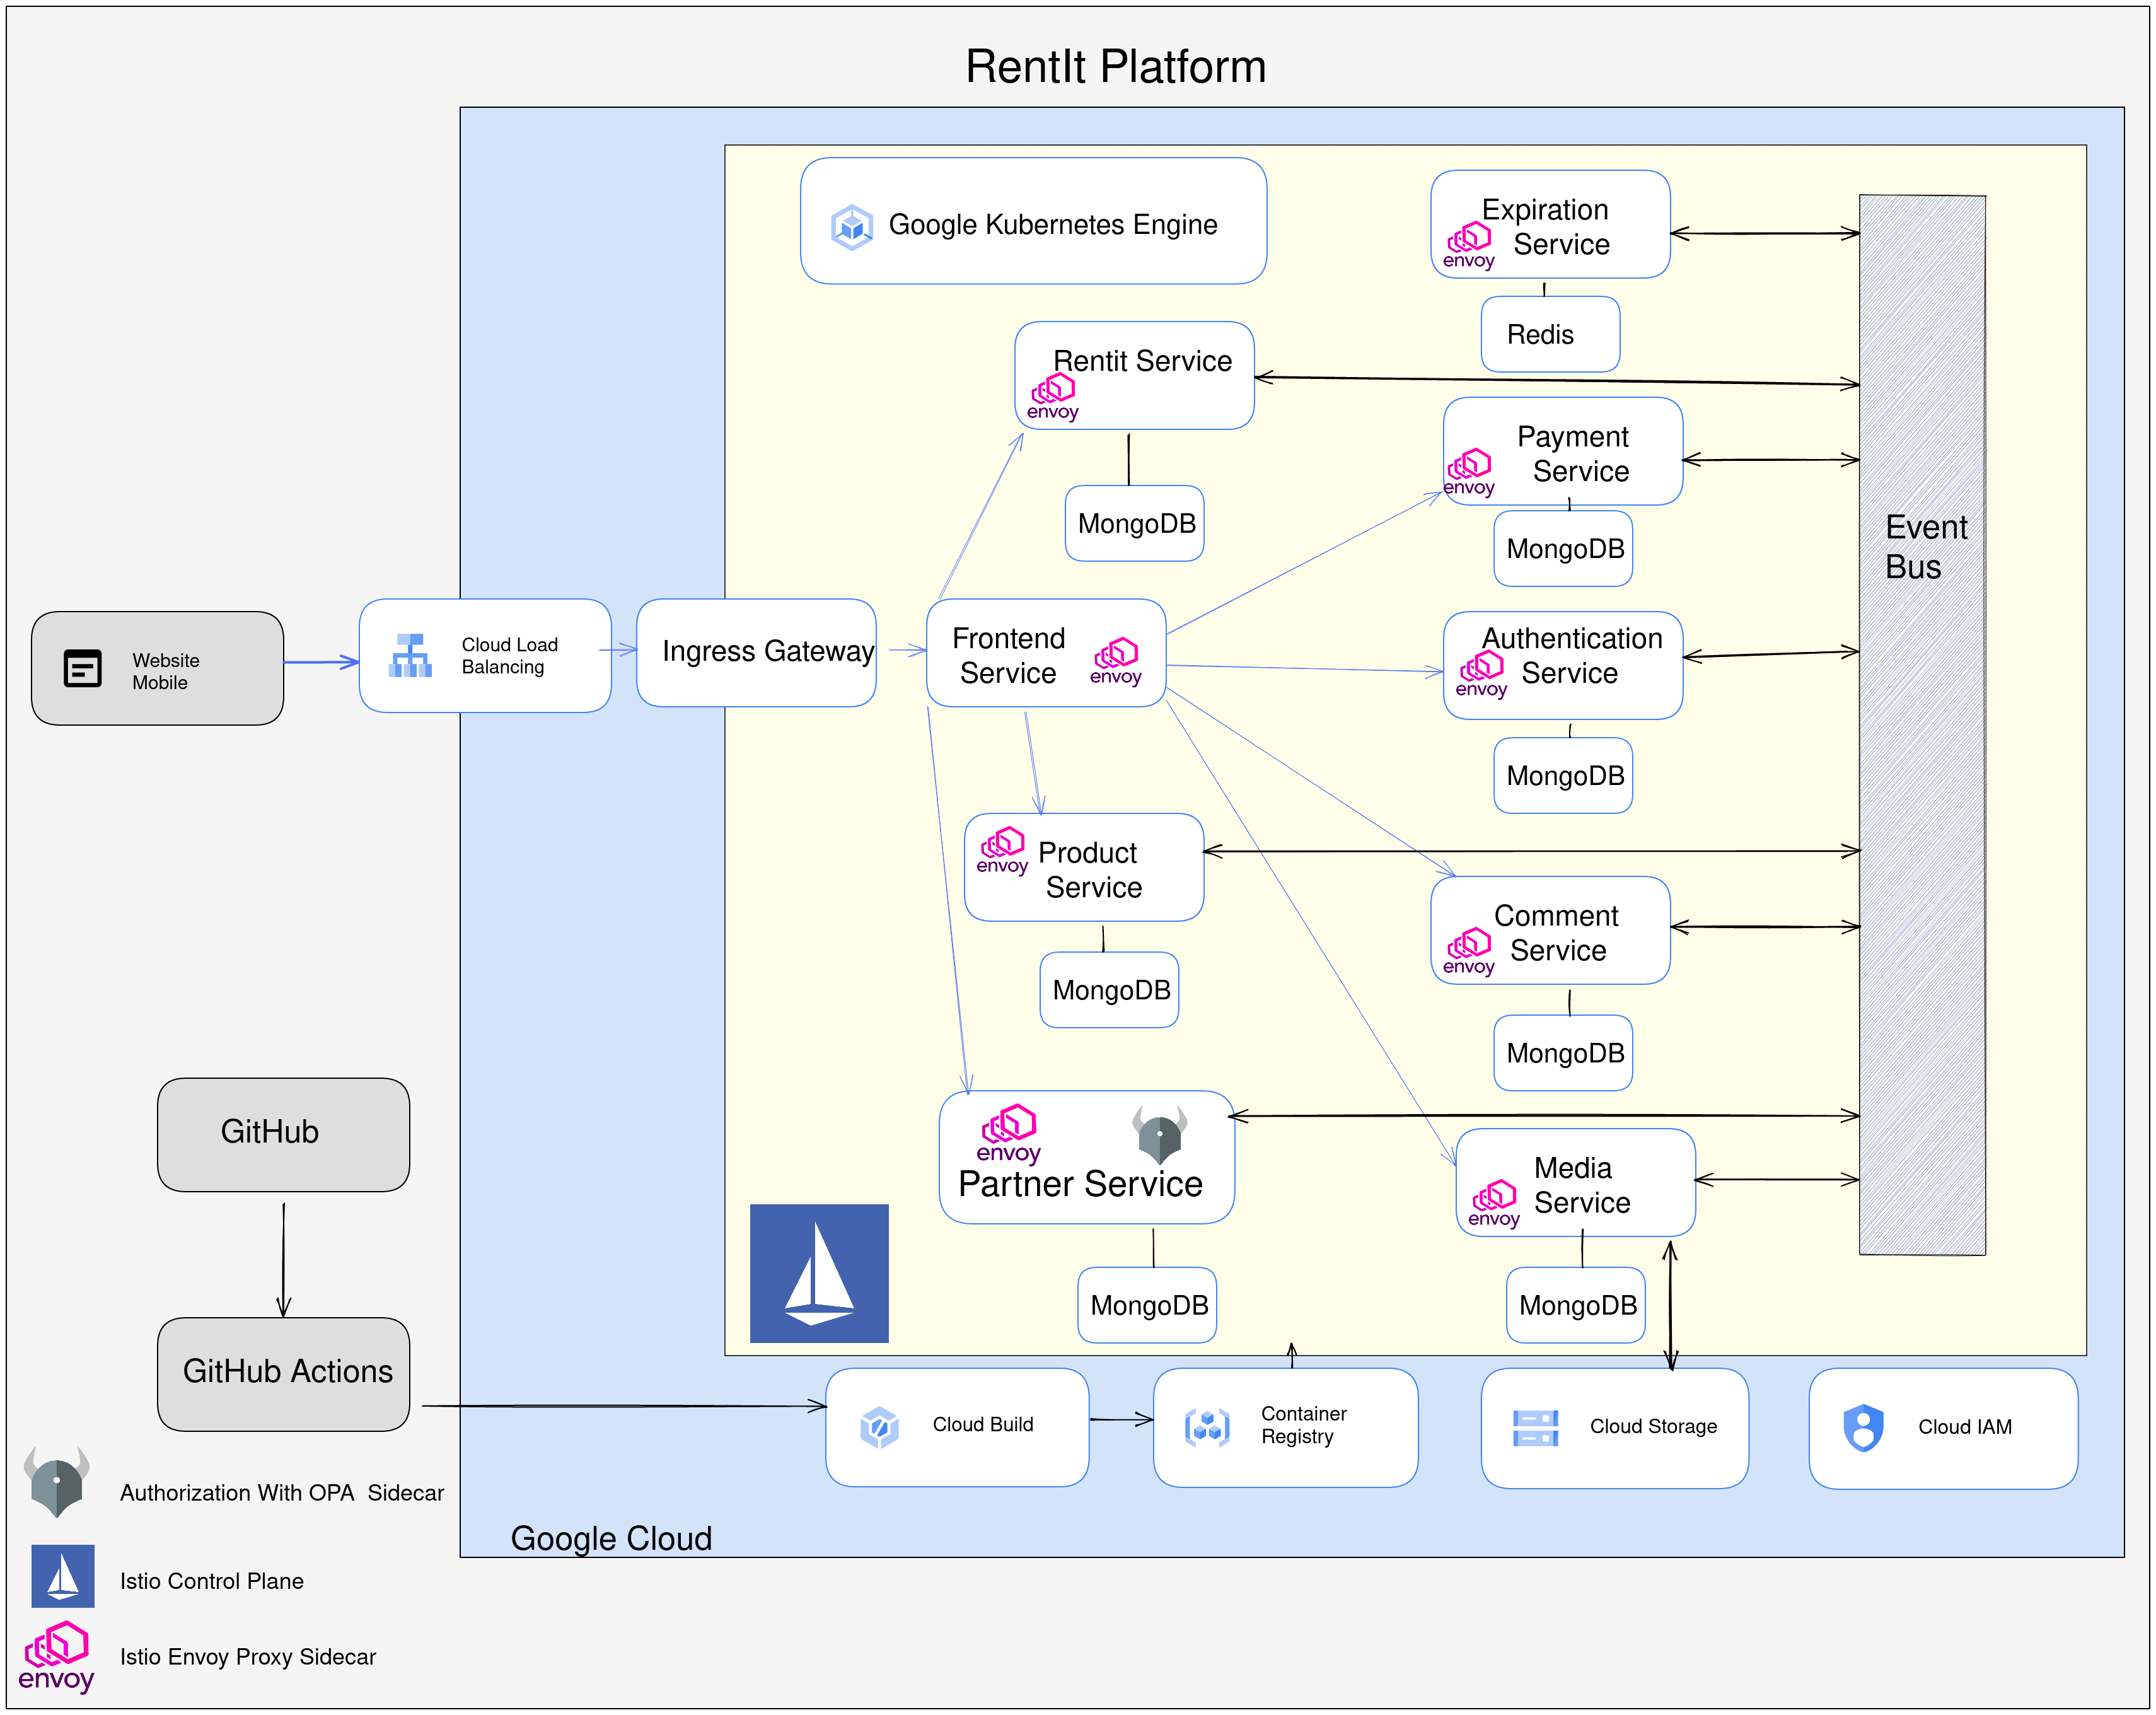 RentIt Platform
Google Kubernetes Engine
Expiration
Service
envoy
Redis
Rentit Service
envoy
MongoDB
Payment
Service
envoy
MongoDB
Event
Bus
Website
Mobile
Cloud Load
Balancing
Ingress Gateway
Frontend
Service
envoy
Authentication
Service
envoy
MongoDB
Product
Service
envoy
MongoDB
Comment
Service
envoy
MongoDB
GitHub
envoy
Partner Service
MongoDB
Media
Service
envoy
MongoDB
GitHub Actions
Cloud Build
Container
Registry
Cloud Storage
Cloud IAM
Authorization With OPA  Sidecar
Google Cloud
Istio Control Plane
envoy
Istio Envoy Proxy Sidecar